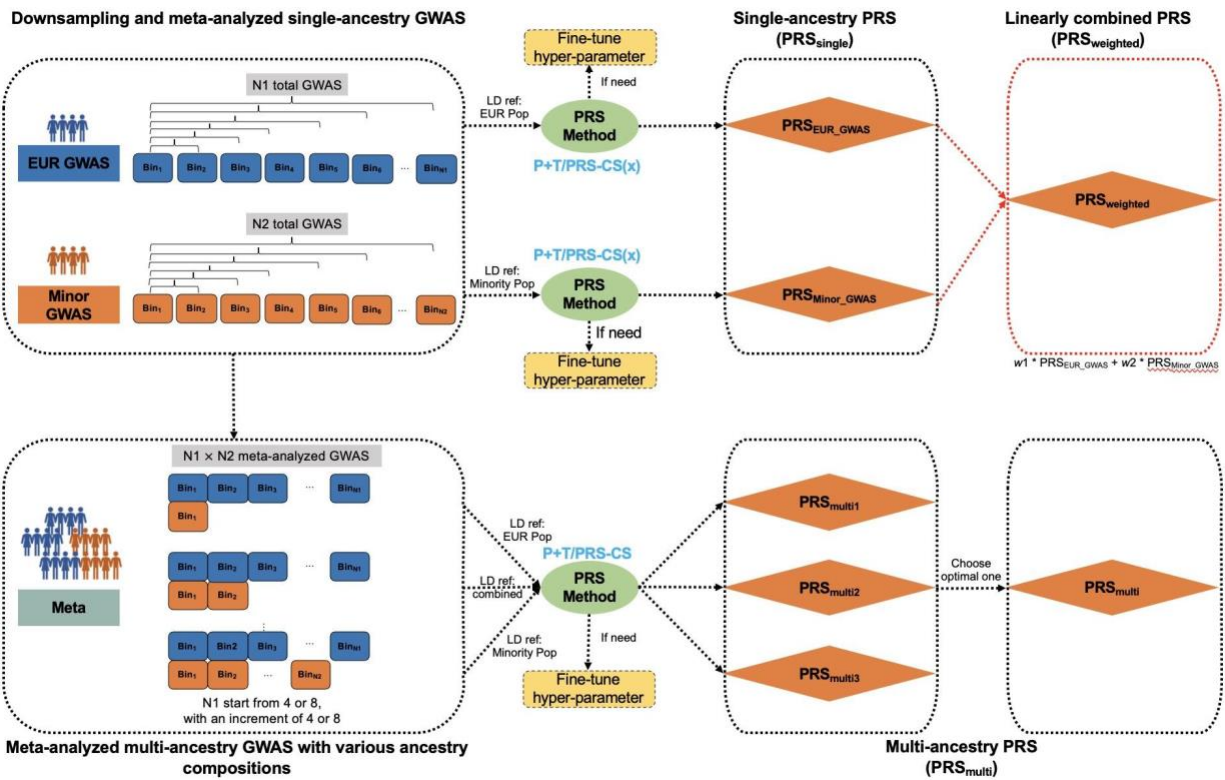 Downsampling and meta-analyzed single-ancestry GWAS
Single-ancestry PRS
(PRSsingle)
Linearly combined PRS
(PRSweighted)
Fine-tune
hyper-parameter
If need
N1 total GWAS
LD ref:
EUR Pop
PRS
Method
P+T/PRS-CS(x)
EUR GWAS
Bin1 Bin2 Bin3 Bin4 Bin5 Bin6 ... BinN1
PRSEUR_GWAS
PRSweighted
N2 total GWAS
P+T/PRS-CS(x)
LD ref:
Minority Pop
PRS
Method
Minor
GWAS
Bin1 Bin2 Bin3 Bin4 Bin5 Bin6 ... BinN2
PRSMinor_GWAS
If need
Fine-tune
hyper-parameter
w1 * PRSEUR_GWAS + w2 * PRSMinor_GWAS
N1 × N2 meta-analyzed GWAS
Bin1 Bin2 Bin3 ... BinN1
Bin1
Bin1 Bin2 Bin3 ... BinN1
Bin1 Bin2
⋮
Bin1 Bin2 Bin3 ... BinN1
Bin1 Bin2 ... BinN2
N1 start from 4 or 8,
with an increment of 4 or 8
Meta
LD ref:
EUR Pop
LD ref:
combined
LD ref:
Minority Pop
P+T/PRS-CS
PRS
Method
If need
Fine-tune
hyper-parameter
PRSmulti1
PRSmulti2
PRSmulti3
Choose
optimal one
PRSmulti
Meta-analyzed multi-ancestry GWAS with various ancestry
compositions
Multi-ancestry PRS
(PRSmulti)